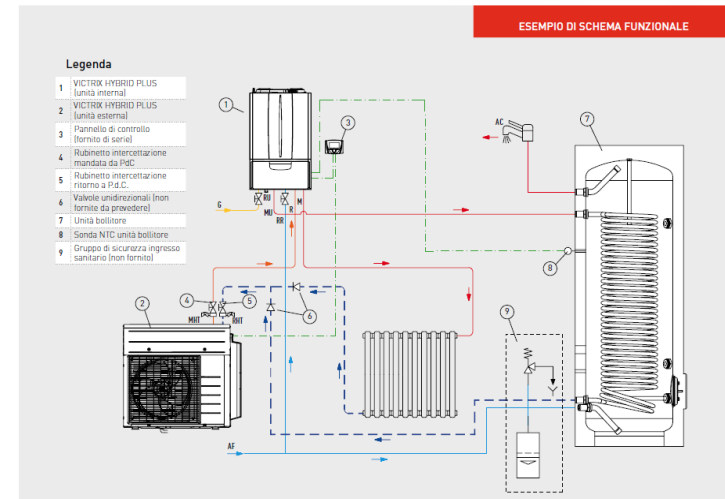 ESEMPIO DI SCHEMA FUNZIONALE
Legenda
1 VICTRIX HYBRID PLUS
(unità interna)
2 VICTRIX HYBRID PLUS
(unità esterna)
3 Pannello di controllo
(fornito di serie)
4 Rubinetto intercettazione
mandata da PdC
5 Rubinetto intercettazione
ritorno a P.d.C.
6 Valvole unidirezionali (non
fornite da prevedere)
7 Unità bollitore
8 Sonda NTC unità bollitore
9 Gruppo di sicurezza ingresso
sanitario (non fornito)
1
3
AC
7
G
RU
M
MU
R
RR
8
2
4
5
6
MHT
RHT
9
AF